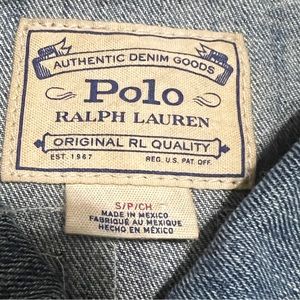 AUTHENTIC DENIM GOODS
Polo
RALPH LAUREN
ORIGINAL RL QUALITY
EST. 1967 REG. U.S. PAT. OFF.
S/P/CH
MADE IN MEXICO
FABRIQUÉ AU MEXIQUE
HECHO EN MÉXICO